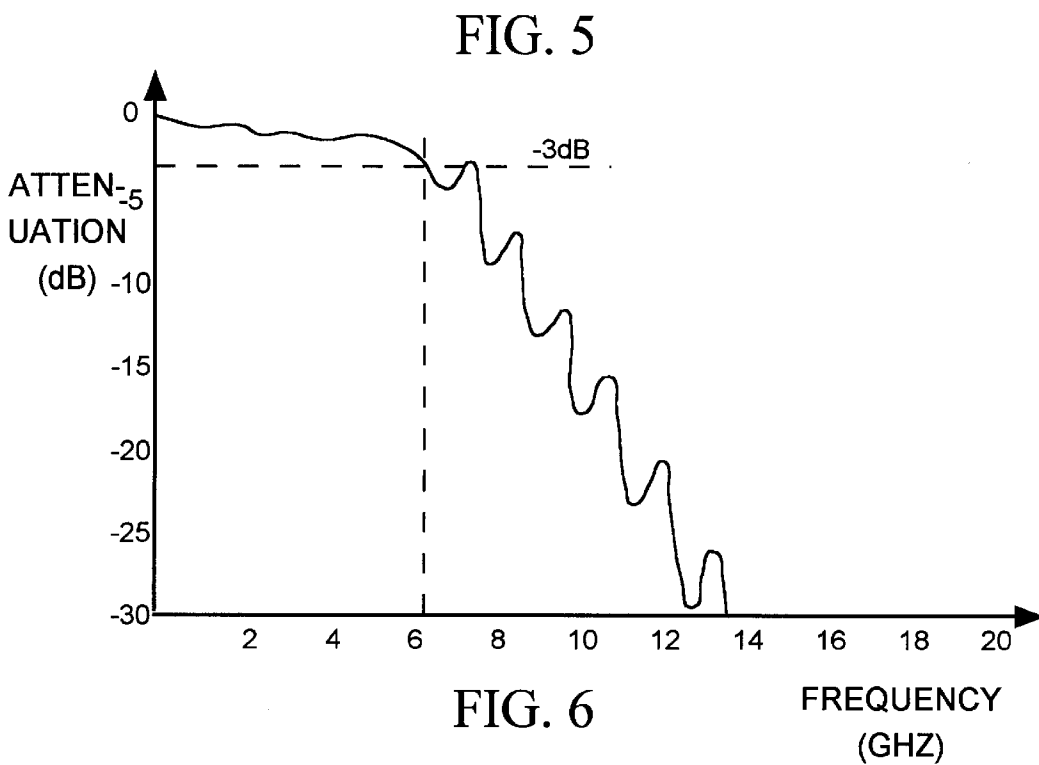 FIG. 5
0
-3dB
ATTEN-
-5
UATION
(dB)
-10
-15
-20
-25
-30
2 4 6 8 10 12 14 16 18 20
FIG. 6
FREQUENCY
(GHZ)